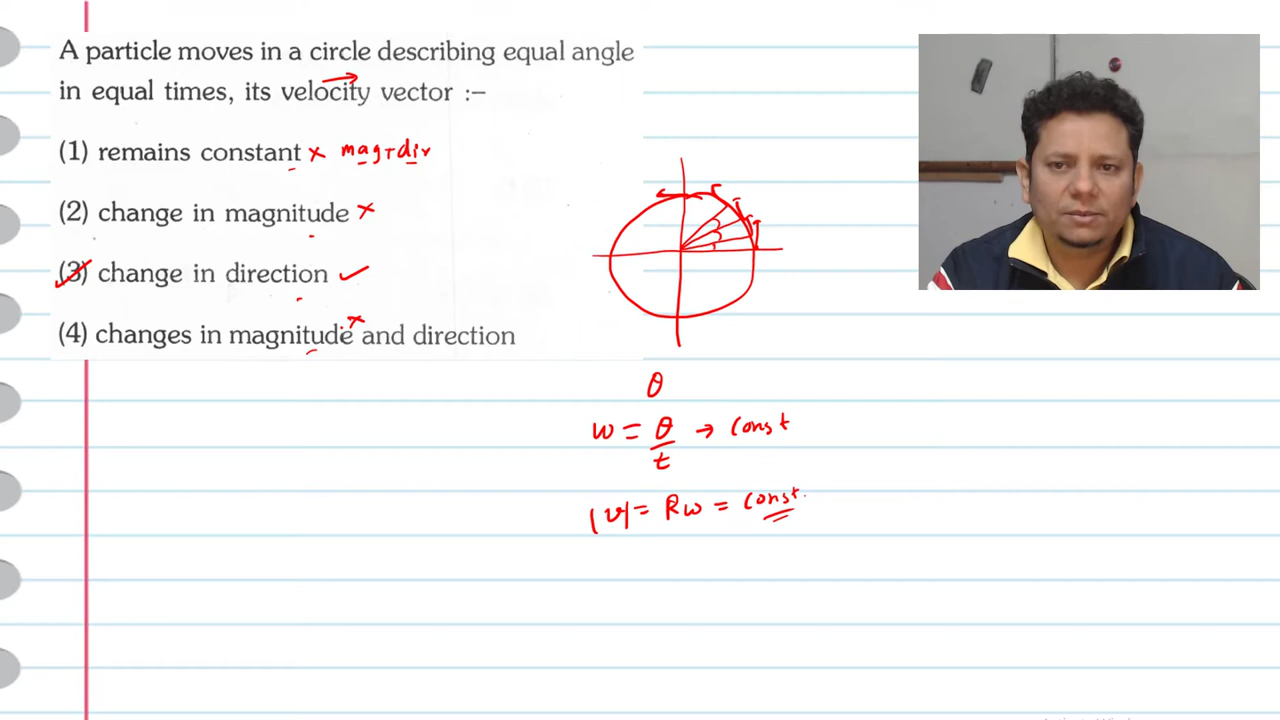 A particle moves in a circle describing equal angle
in equal times, its velocity vector :–
(1) remains constant × mag+dir
(2) change in magnitude ×
(3) change in direction ✓
(4) changes in magnitude × and direction
θ
w = θ/t → const
|v| = Rw = const.